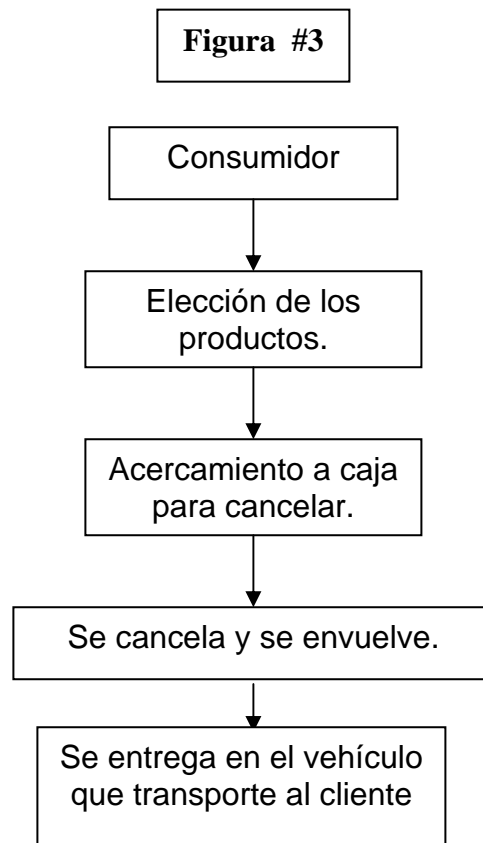 Figura #3
Consumidor
Elección de los
productos.
Acercamiento a caja
para cancelar.
Se cancela y se envuelve.
Se entrega en el vehículo
que transporte al cliente